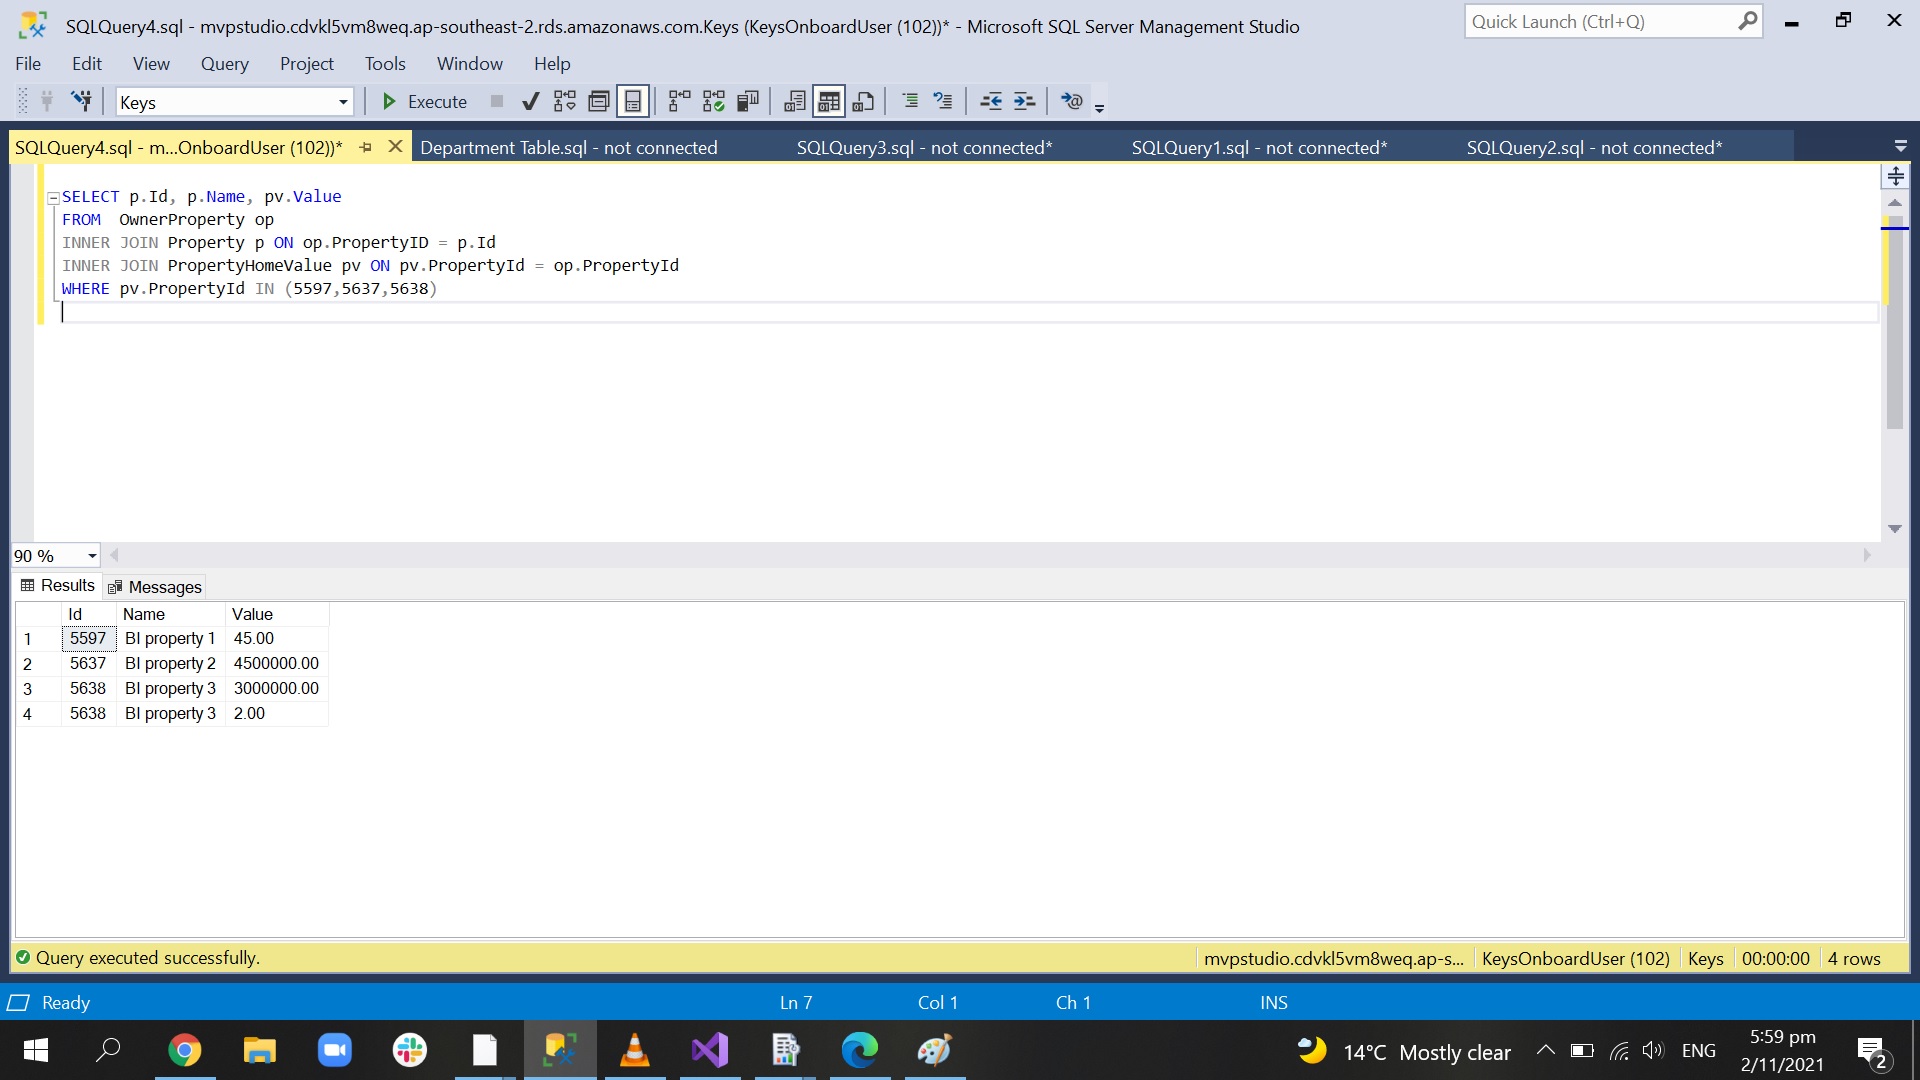 SQLQuery4.sql - mvpstudio.cdvkl5vm8weq.ap-southeast-2.rds.amazonaws.com.Keys (KeysOnboardUser (102))* - Microsoft SQL Server Management Studio
Quick Launch (Ctrl+Q)
File Edit View Query Project Tools Window Help
Keys Execute
SQLQuery4.sql - m...OnboardUser (102))* Department Table.sql - not connected SQLQuery3.sql - not connected* SQLQuery1.sql - not connected* SQLQuery2.sql - not connected*
SELECT p.Id, p.Name, pv.Value
FROM OwnerProperty op
INNER JOIN Property p ON op.PropertyID = p.Id
INNER JOIN PropertyHomeValue pv ON pv.PropertyId = op.PropertyId
WHERE pv.PropertyId IN (5597,5637,5638)
90 %
Results Messages
Id Name Value
1 5597 BI property 1 45.00
2 5637 BI property 2 4500000.00
3 5638 BI property 3 3000000.00
4 5638 BI property 3 2.00
Query executed successfully. mvpstudio.cdvkl5vm8weq.ap-s... KeysOnboardUser (102) Keys 00:00:00 4 rows
Ready Ln 7 Col 1 Ch 1 INS
14°C Mostly clear ENG 5:59 pm
2/11/2021
2